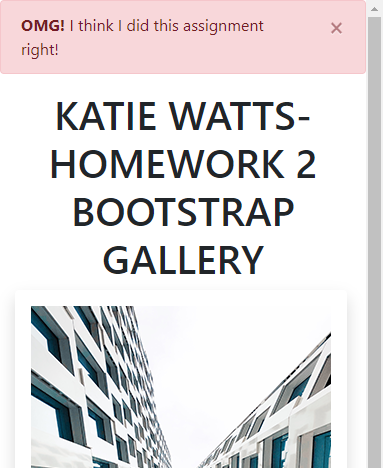 OMG! I think I did this assignment
right!
×
KATIE WATTS-
HOMEWORK 2
BOOTSTRAP
GALLERY